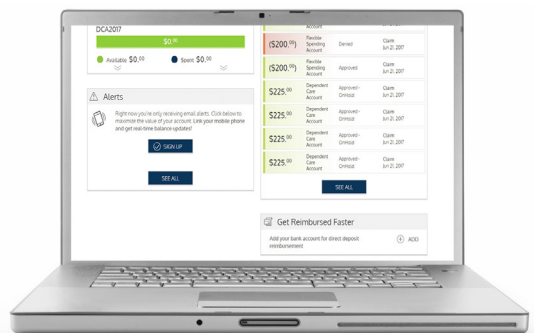 DCA2017
$0.00
Available $0.00
Spent $0.00
Alerts
Right now you're only receiving email alerts. Click below to
maximize the value of your account. Link your mobile phone
and get real-time balance updates!
SIGN UP
SEE ALL
Account
($200.00)
Flexible
Spending
Account
Denied
Claim
Jun 21, 2017
($200.00)
Flexible
Spending
Account
Approved
Claim
Jun 21, 2017
$225.00
Dependent
Care
Account
Approved -
Claim
Jun 21, 2017
$225.00
Dependent
Care
Account
Approved -
Claim
Jun 21, 2017
$225.00
Dependent
Care
Account
Approved -
Claim
Jun 21, 2017
$225.00
Dependent
Care
Account
Approved -
Claim
Jun 21, 2017
SEE ALL
Get Reimbursed Faster
Add your bank account for direct deposit
reimbursement
ADD